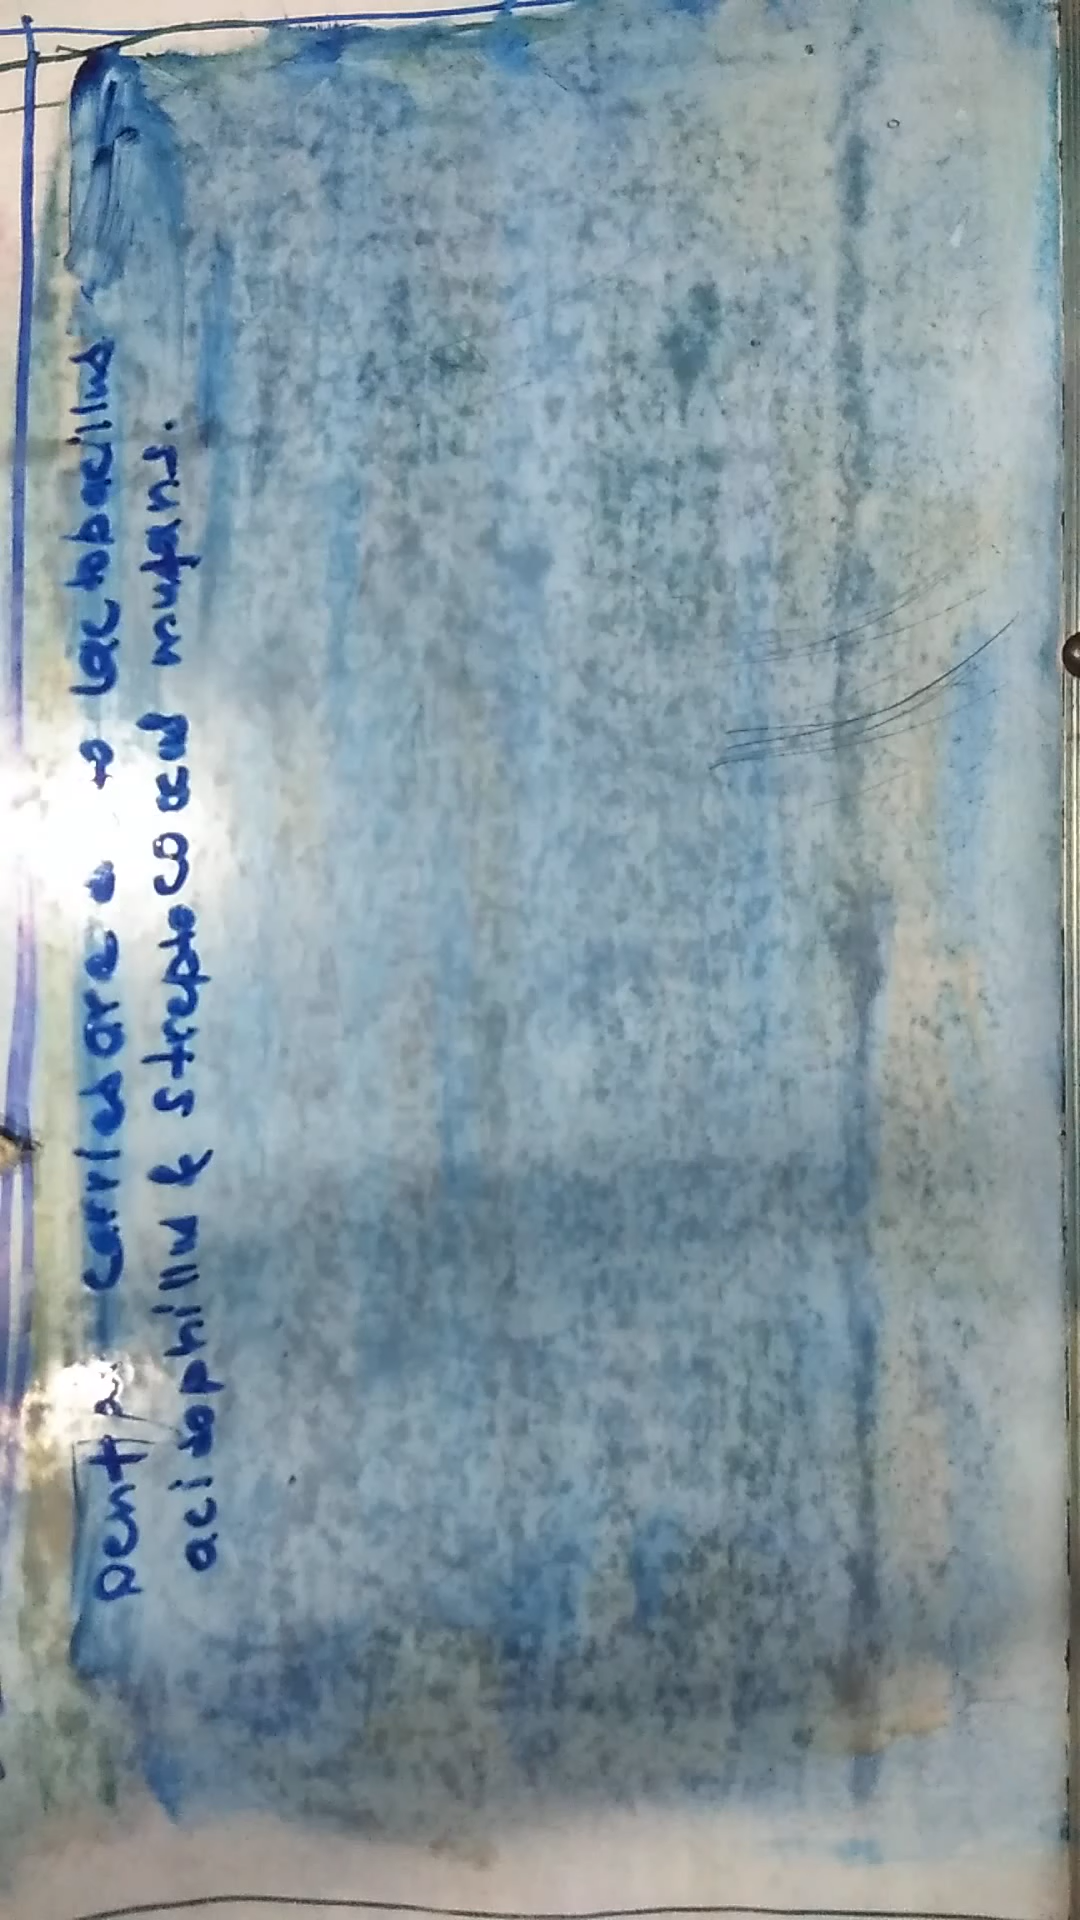 Dental carries are due to Lactobacillus
acidophillus & streptococcus mutans.